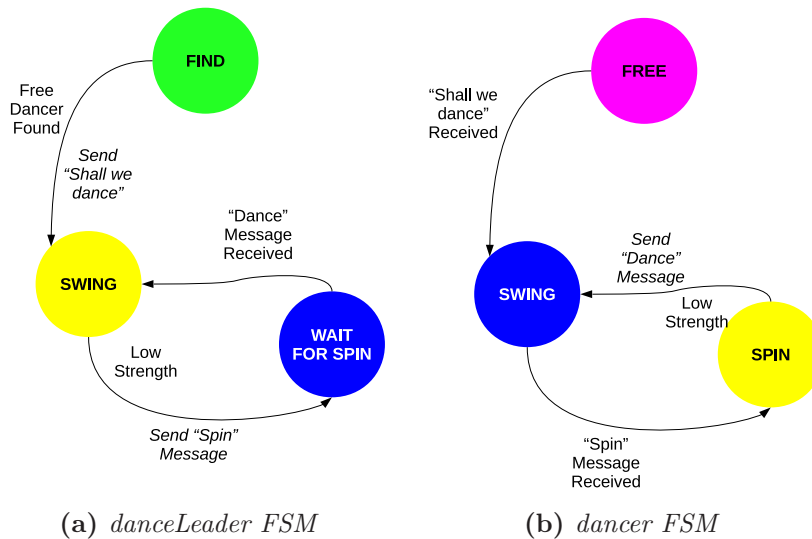 FIND
Free
Dancer
Found
Send
“Shall we
dance”
“Dance”
Message
Received
SWING
WAIT
FOR SPIN
Low
Strength
Send “Spin”
Message
(a) danceLeader FSM
FREE
“Shall we
dance”
Received
Send
“Dance”
Message
SWING
Low
Strength
SPIN
“Spin”
Message
Received
(b) dancer FSM